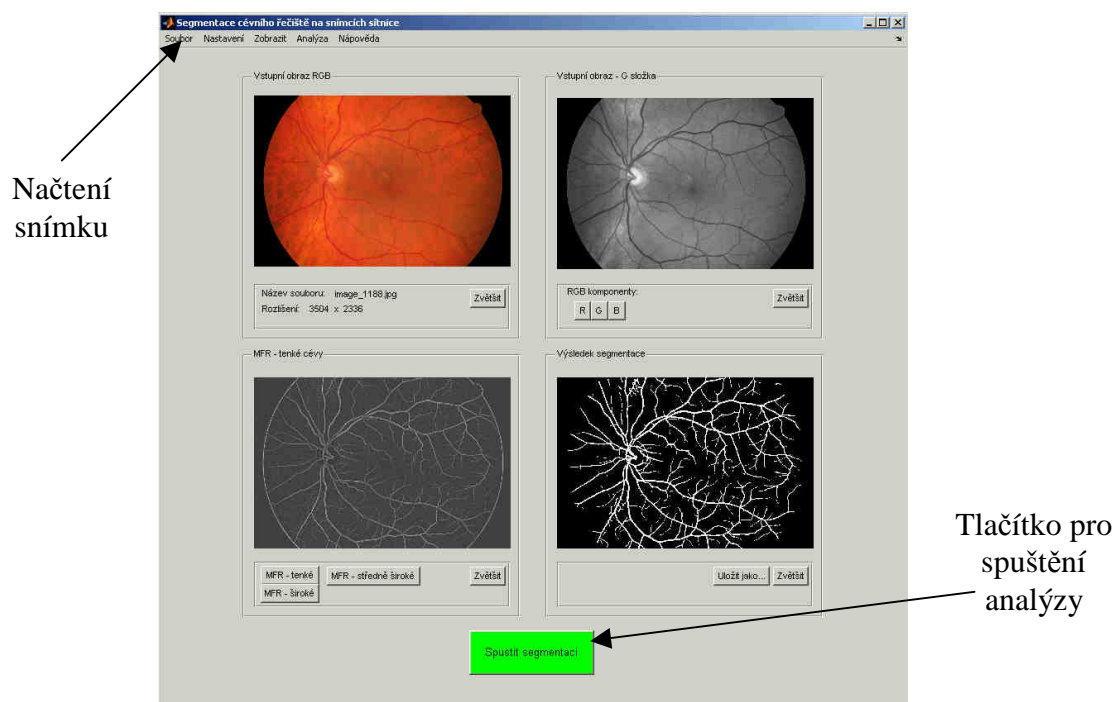 Segmentace cévního řečiště na snímcích sítnice
Soubor Nastavení Zobrazit Analýza Nápověda
Načtení
snímku
Vstupní obraz RGB
Název souboru: image_1188.jpg
Rozlišení: 3504 x 2336
Zvětšit
Vstupní obraz - G složka
RGB komponenty:
R G B
Zvětšit
MFR - tenké cévy
MFR - tenké MFR - středně široké Zvětšit
MFR - široké
Výsledek segmentace
Uložit jako... Zvětšit
Spustit segmentaci
Tlačítko pro
spuštění
analýzy